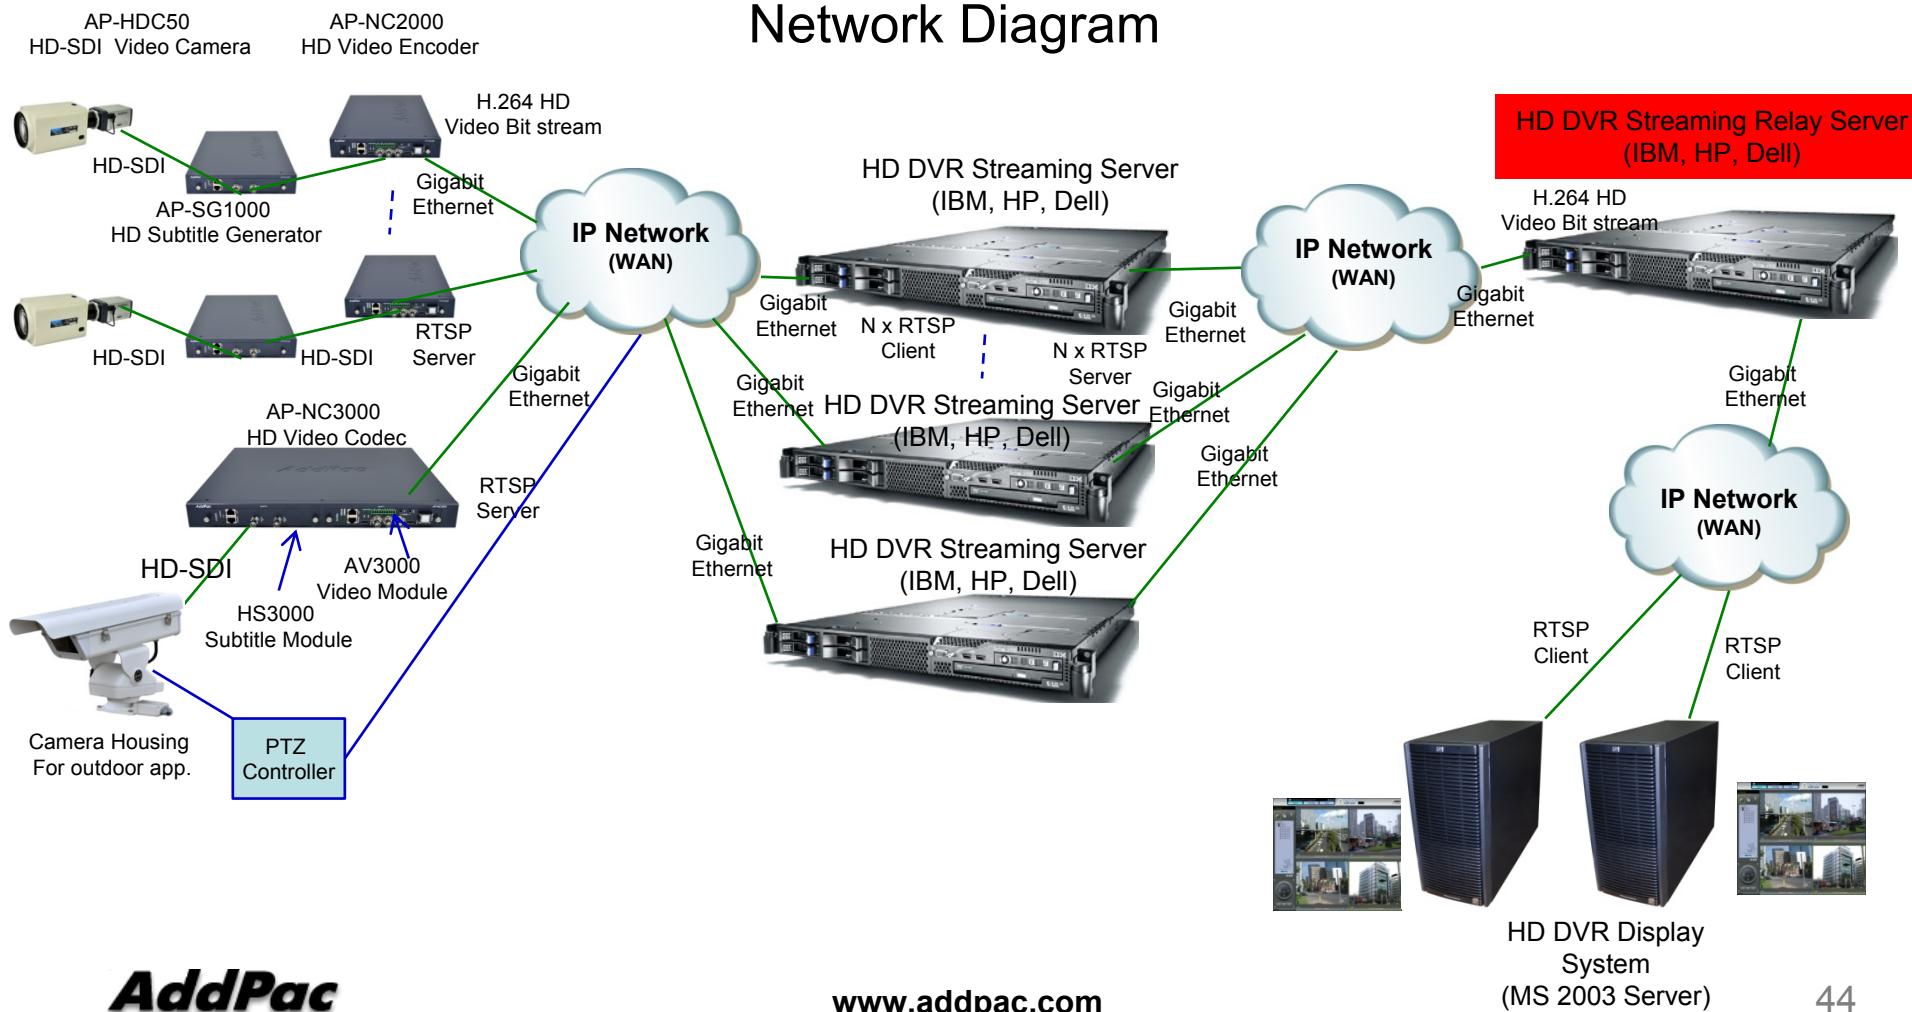 Network Diagram
AP-HDC50
HD-SDI  Video Camera
AP-NC2000
HD Video Encoder
H.264 HD
Video Bit stream
HD-SDI
Gigabit
Ethernet
AP-SG1000
HD Subtitle Generator
IP Network
(WAN)
HD DVR Streaming Server
(IBM, HP, Dell)
IP Network
(WAN)
HD DVR Streaming Relay Server
(IBM, HP, Dell)
H.264 HD
Video Bit stream
HD-SDI
HD-SDI
RTSP
Server
Gigabit
Ethernet
N x RTSP
Client
N x RTSP
Server
Gigabit
Ethernet
Gigabit
Ethernet
Gigabit
Ethernet
Gigabit
Ethernet
Gigabit
Ethernet
HD DVR Streaming Server
(IBM, HP, Dell)
Gigabit
Ethernet
Gigabit
Ethernet
Gigabit
Ethernet
AP-NC3000
HD Video Codec
AddPac
RTSP
Server
IP Network
(WAN)
Gigabit
Ethernet
HD DVR Streaming Server
(IBM, HP, Dell)
HD-SDI
AV3000
Video Module
HS3000
Subtitle Module
RTSP
Client
RTSP
Client
Camera Housing
For outdoor app.
PTZ
Controller
HD DVR Display
System
(MS 2003 Server)
AddPac
www.addpac.com
44